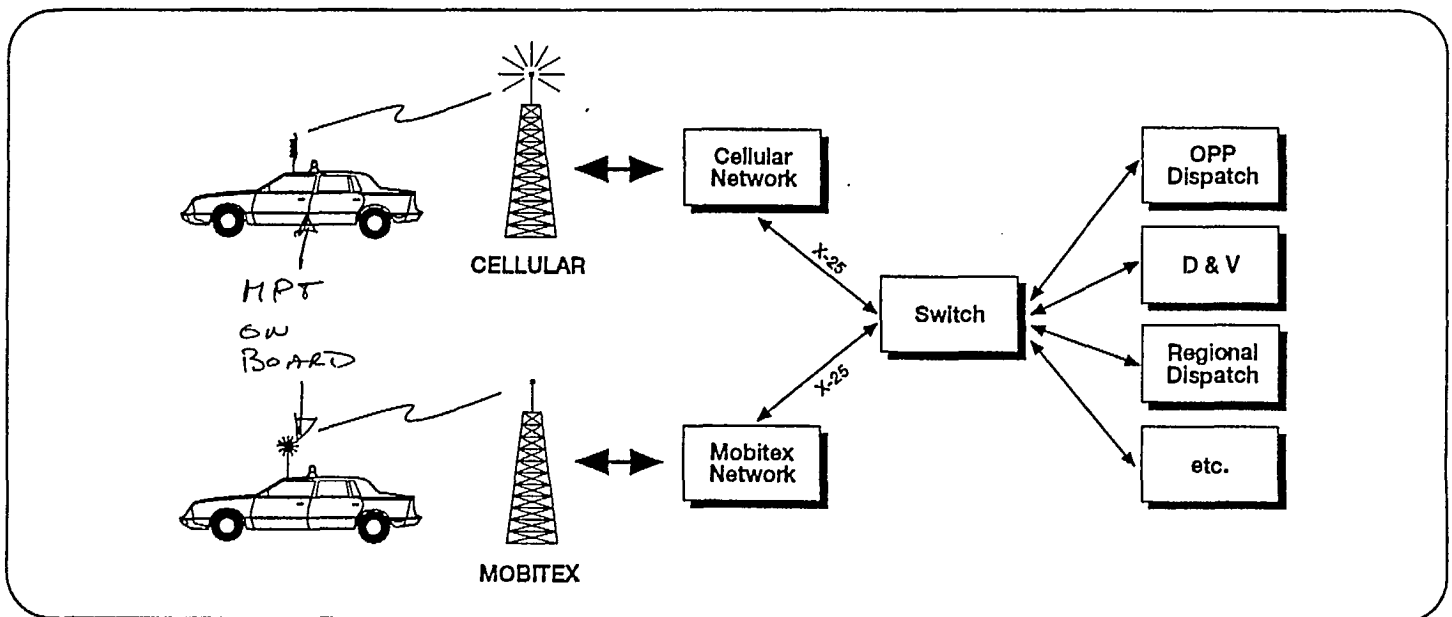 CELLULAR
MPT
ON
BOARD
MOBITEX
Cellular
Network
X-25
X-25
Mobitex
Network
Switch
OPP
Dispatch
D & V
Regional
Dispatch
etc.